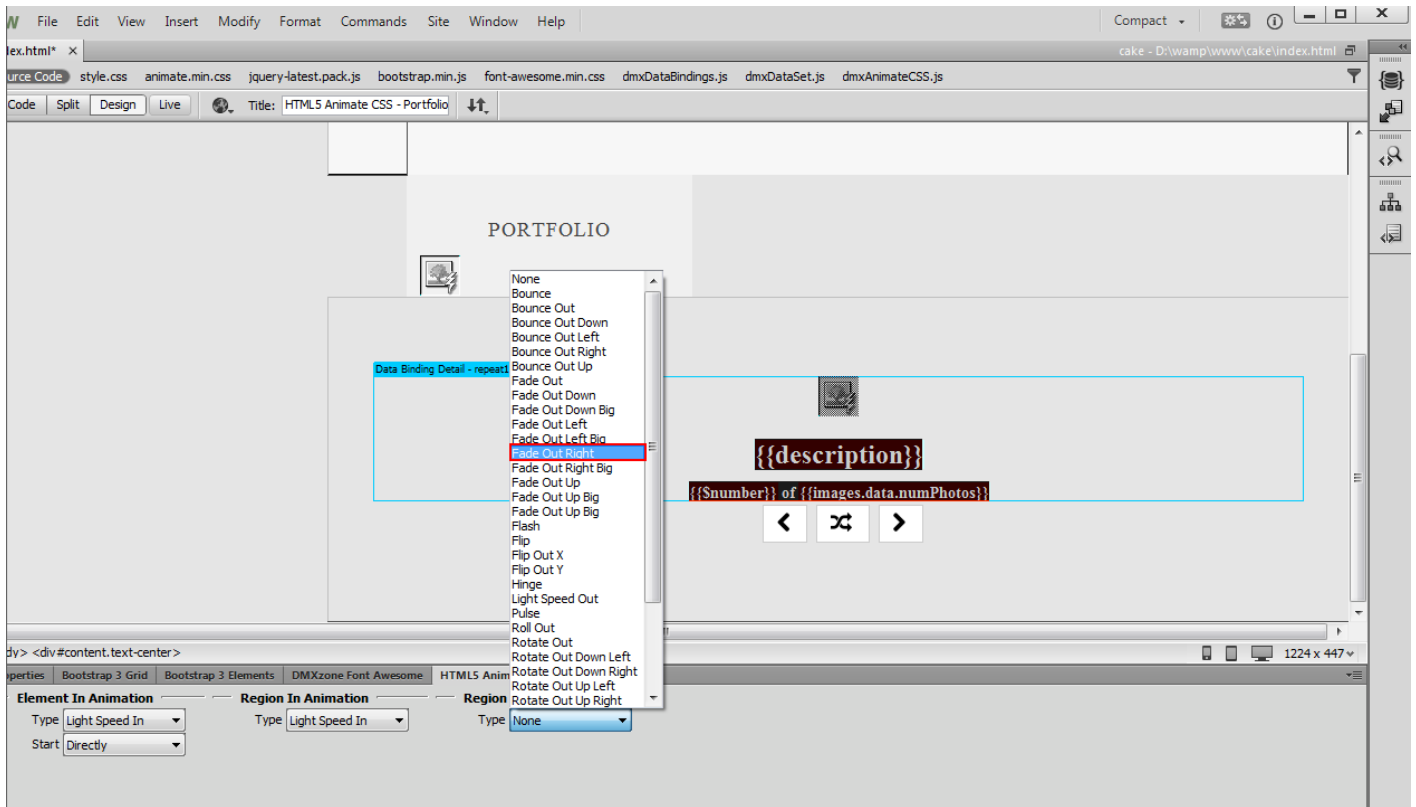 W File Edit View Insert Modify Format Commands Site Window Help Compact
dex.html* × cake - D:\wamp\www\cake\index.html
urce Code style.css animate.min.css jquery-latest.pack.js bootstrap.min.js font-awesome.min.css dmxDataBindings.js dmxDataSet.js dmxAnimateCSS.js
Code Split Design Live Title: HTML5 Animate CSS - Portfolio
PORTFOLIO
None
Bounce
Bounce Out
Bounce Out Down
Bounce Out Left
Bounce Out Right
Data Binding Detail - repeat1 Bounce Out Up
Fade Out
Fade Out Down
Fade Out Down Big
Fade Out Left
Fade Out Left Big
Fade Out Right
Fade Out Right Big
Fade Out Up
Fade Out Up Big
Fade Out Up Big
Flash
Flip
Flip Out X
Flip Out Y
Hinge
Light Speed Out
Pulse
Roll Out
Rotate Out
Rotate Out Down Left
Rotate Out Down Right
Rotate Out Up Left
Rotate Out Up Right
{{description}}
{{$number}} of {{images.data.numPhotos}}
dy> <div#content.text-center> 1224 x 447
operties Bootstrap 3 Grid Bootstrap 3 Elements DMXzone Font Awesome HTML5 Anim
Element In Animation Region In Animation Region
Type Light Speed In Type Light Speed In Type None
Start Directly